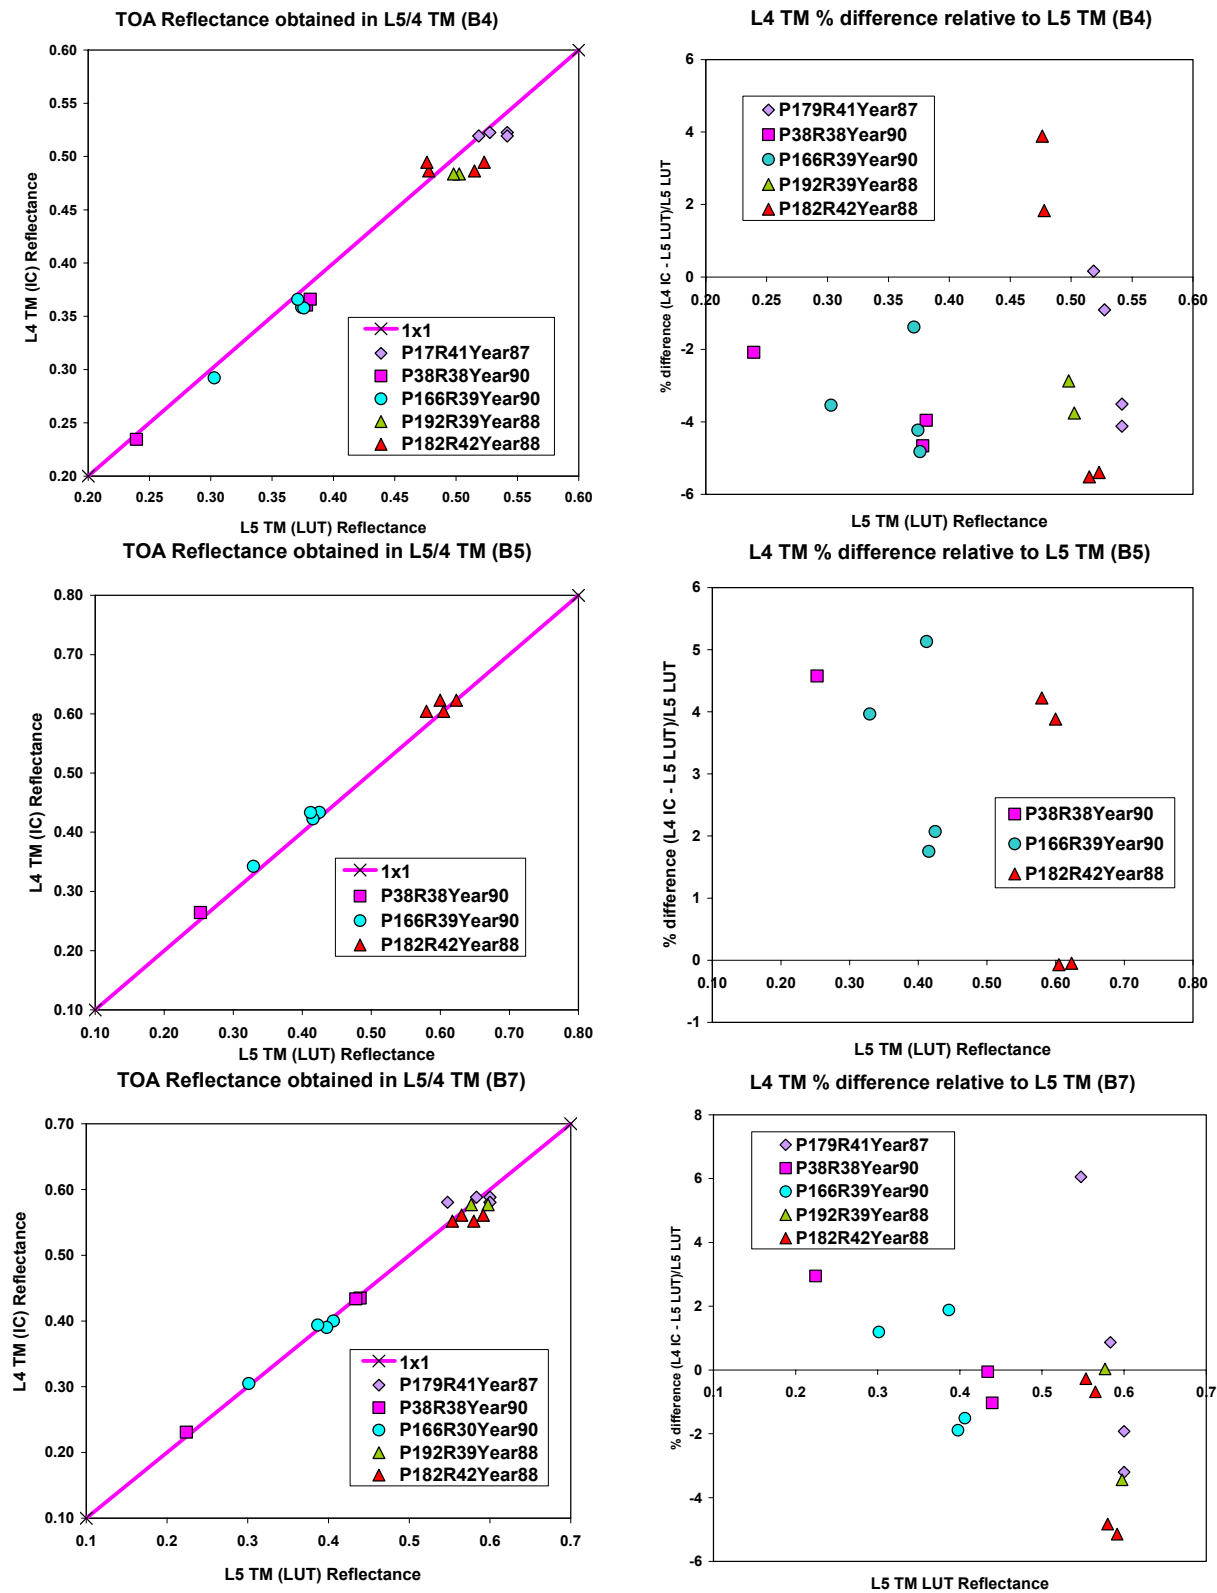 TOA Reflectance obtained in L5/4 TM (B4)
L4 TM (IC) Reflectance
0.60
0.55
0.50
0.45
0.40
0.35
0.30
0.25
0.20
0.20 0.25 0.30 0.35 0.40 0.45 0.50 0.55 0.60
L5 TM (LUT) Reflectance
1x1
P17R41Year87
P38R38Year90
P166R39Year90
P192R39Year88
P182R42Year88
L4 TM % difference relative to L5 TM (B4)
% difference (L4 IC - L5 LUT)/L5 LUT
6
4
2
0
-2
-4
-6
0.20 0.25 0.30 0.35 0.40 0.45 0.50 0.55 0.60
L5 TM (LUT) Reflectance
P179R41Year87
P38R38Year90
P166R39Year90
P192R39Year88
P182R42Year88
TOA Reflectance obtained in L5/4 TM (B5)
L4 TM (IC) Reflectance
0.80
0.70
0.60
0.50
0.40
0.30
0.20
0.10
0.10 0.20 0.30 0.40 0.50 0.60 0.70 0.80
L5 TM (LUT) Reflectance
1x1
P38R38Year90
P166R39Year90
P182R42Year88
L4 TM % difference relative to L5 TM (B5)
% difference (L4 IC - L5 LUT)/L5 LUT
6
5
4
3
2
1
0
-1
0.10 0.20 0.30 0.40 0.50 0.60 0.70 0.80
L5 TM (LUT) Reflectance
P38R38Year90
P166R39Year90
P182R42Year88
TOA Reflectance obtained in L5/4 TM (B7)
L4 TM (IC) Reflectance
0.70
0.60
0.50
0.40
0.30
0.20
0.10
0.1 0.2 0.3 0.4 0.5 0.6 0.7
L5 TM (LUT) Reflectance
1x1
P179R41Year87
P38R38Year90
P166R30Year90
P192R39Year88
P182R42Year88
L4 TM % difference relative to L5 TM (B7)
% difference (L4 IC - L5 LUT)/L5 LUT
8
6
4
2
0
-2
-4
-6
0.1 0.2 0.3 0.4 0.5 0.6 0.7
L5 TM LUT Reflectance
P179R41Year87
P38R38Year90
P166R39Year90
P192R39Year88
P182R42Year88